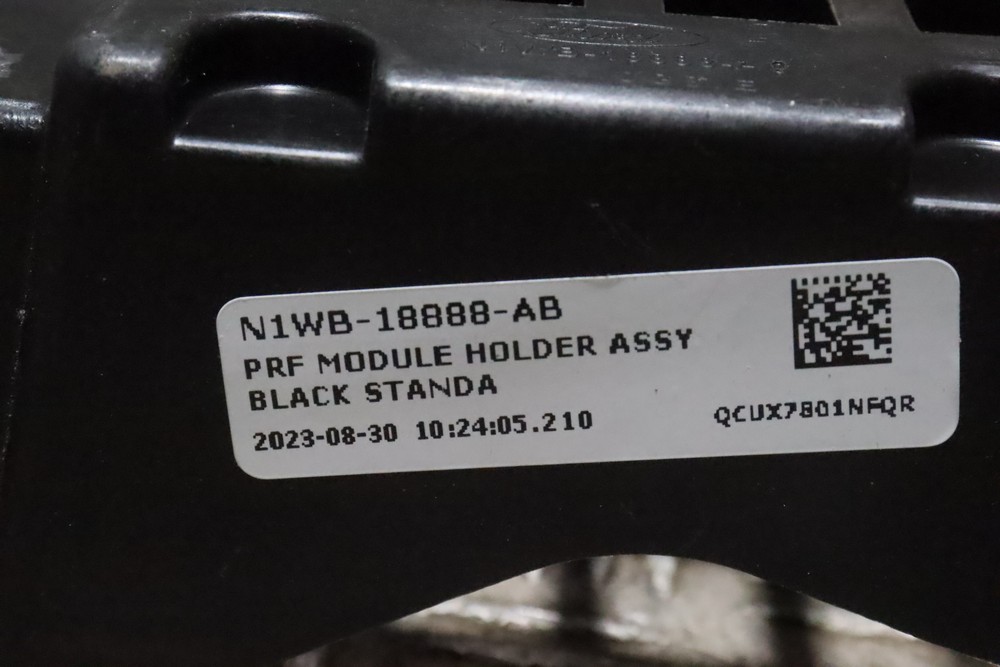 N1WB-18888-AB
PRF MODULE HOLDER ASSY
BLACK STANDA
2023-08-30 10:24:05.210
QCUX7801NFQR